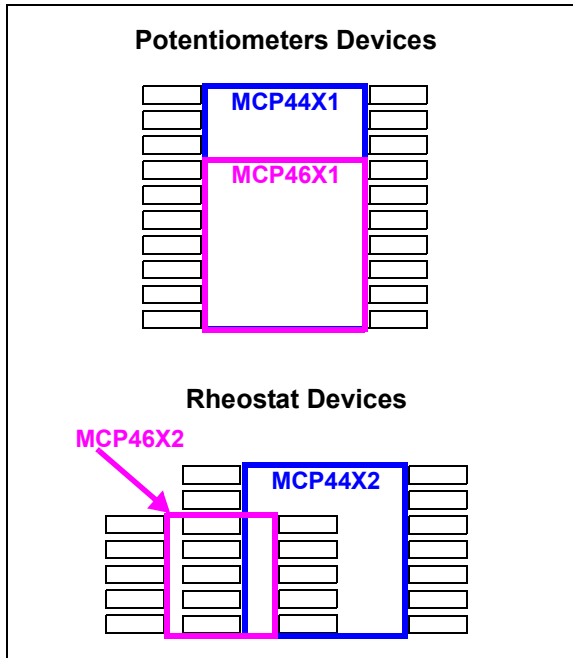 Potentiometers Devices
MCP44X1
MCP46X1
Rheostat Devices
MCP46X2
MCP44X2